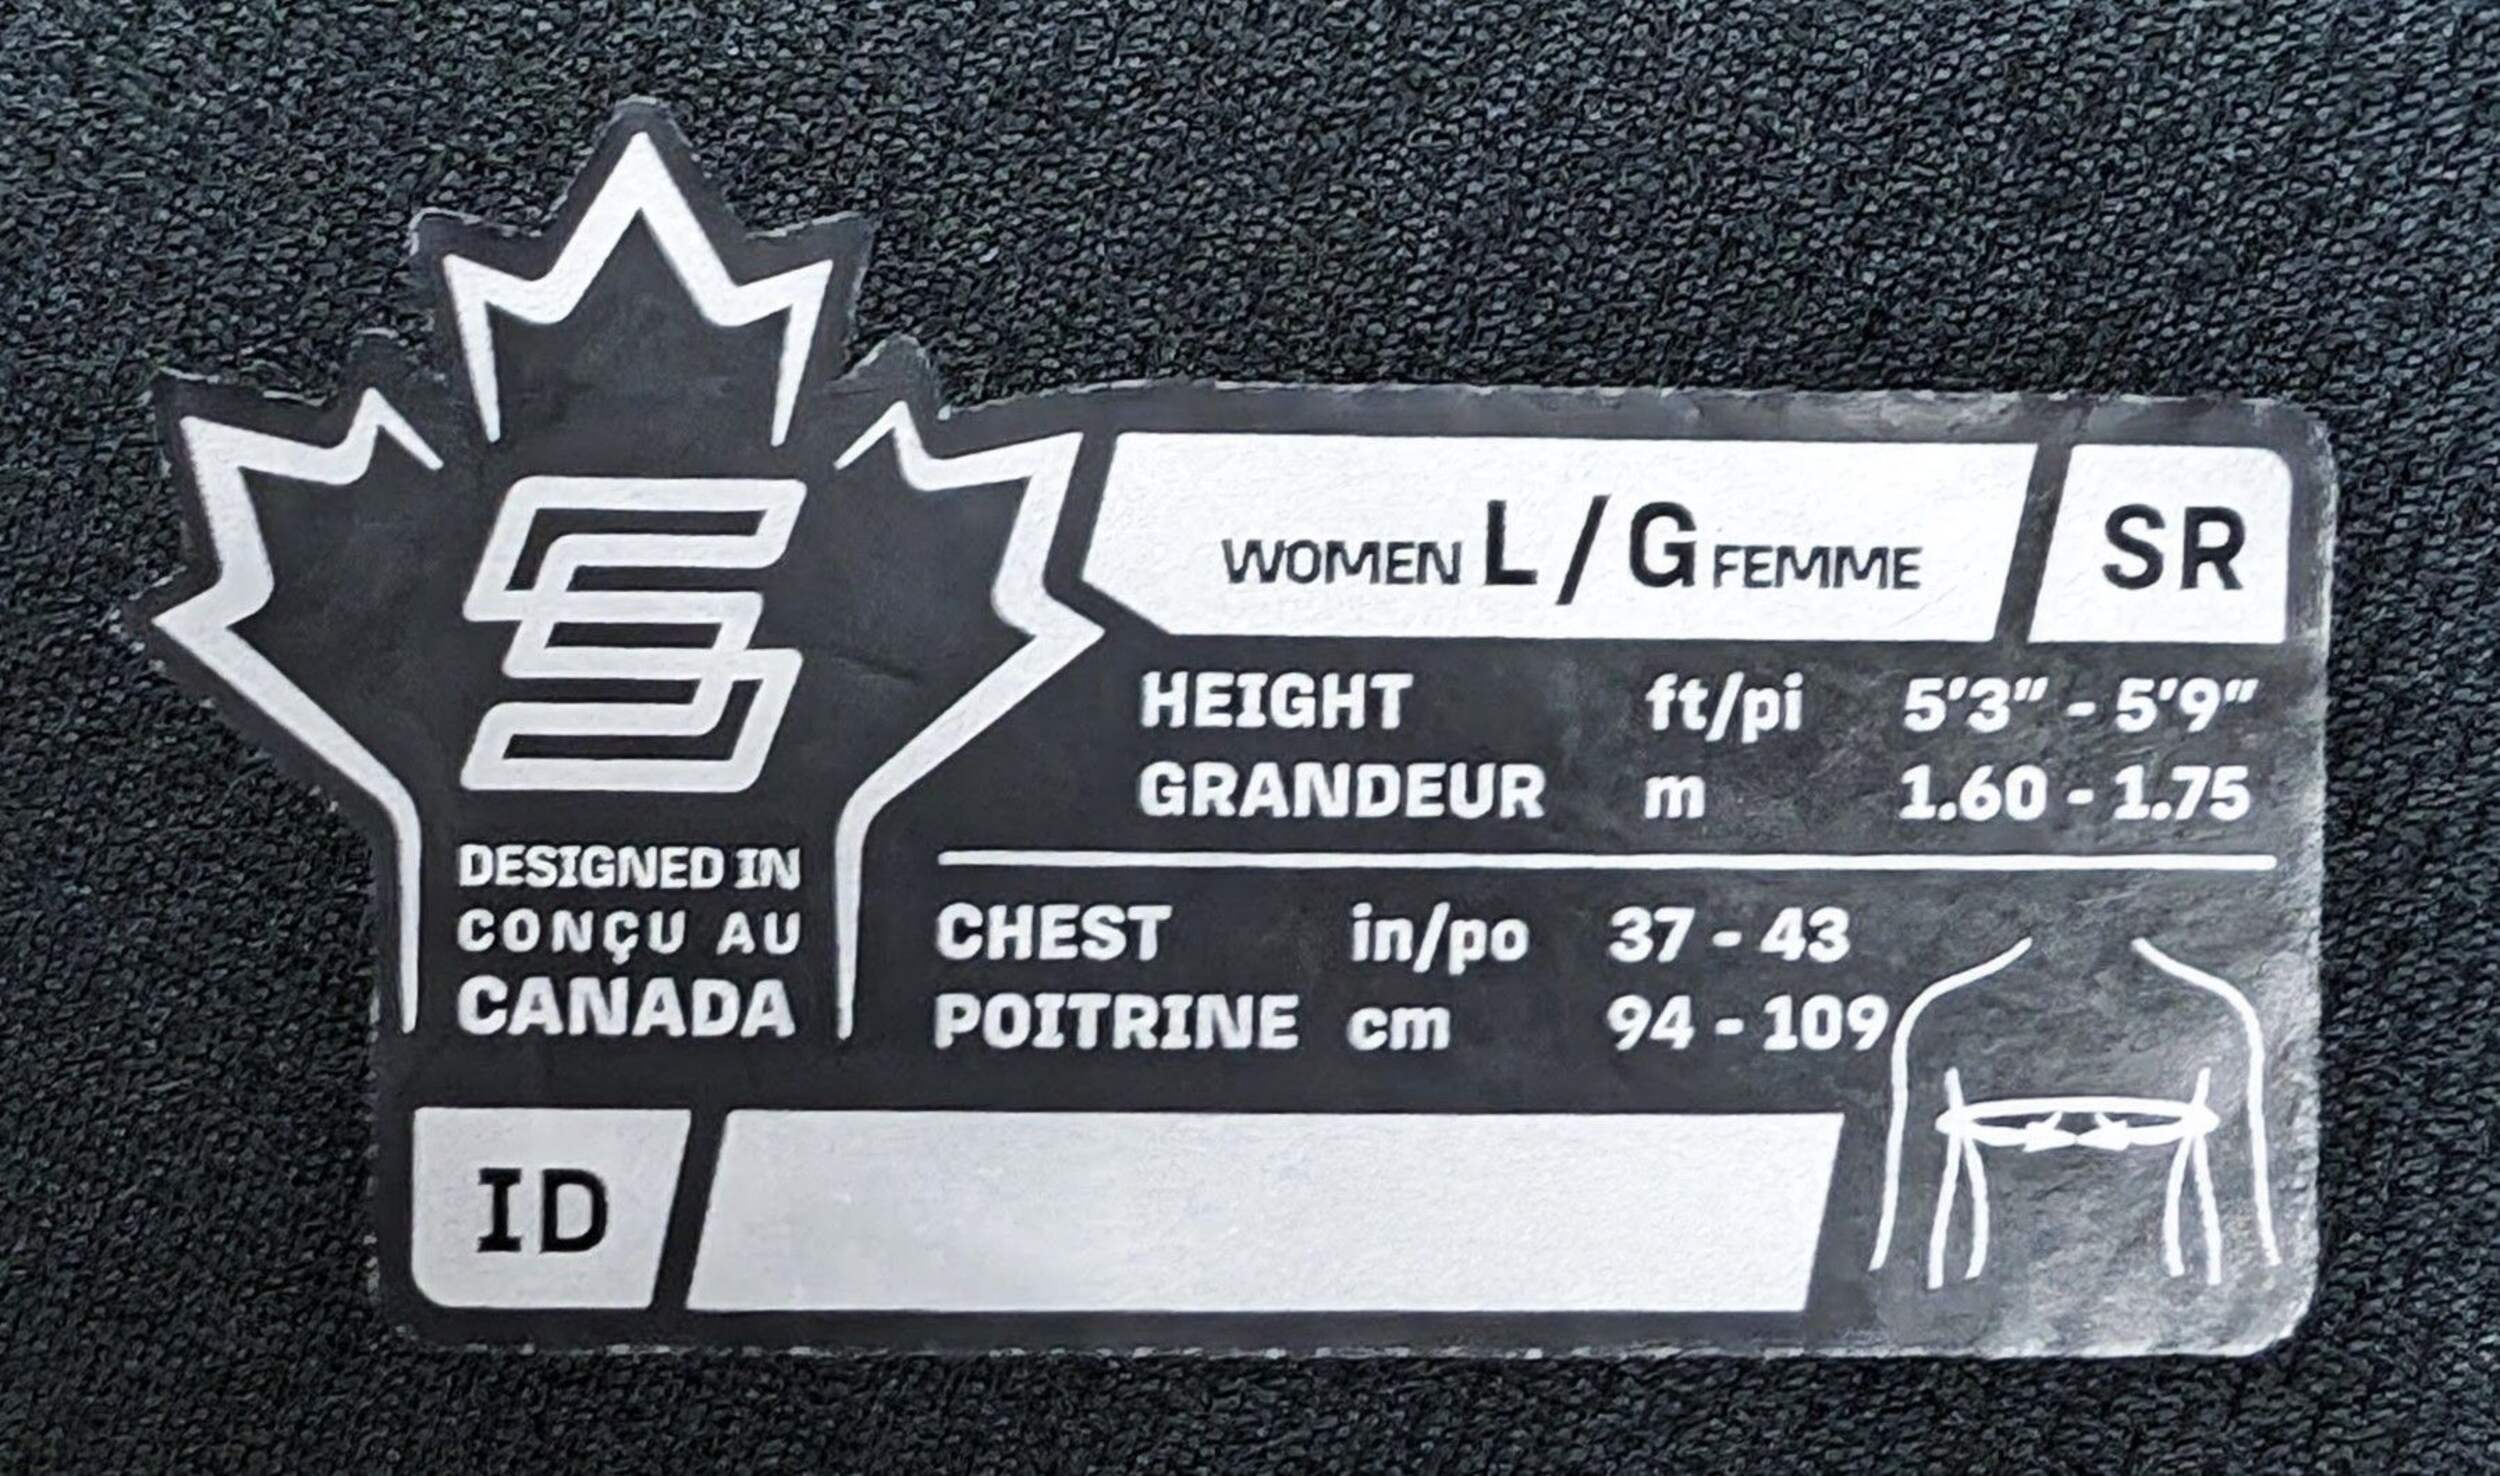 WOMEN L / G FEMME SR
HEIGHT ft/pi 5'3" - 5'9"
GRANDEUR m 1.60 - 1.75
DESIGNED IN
CONÇU AU
CANADA
CHEST in/po 37 - 43
POITRINE cm 94 - 109
ID